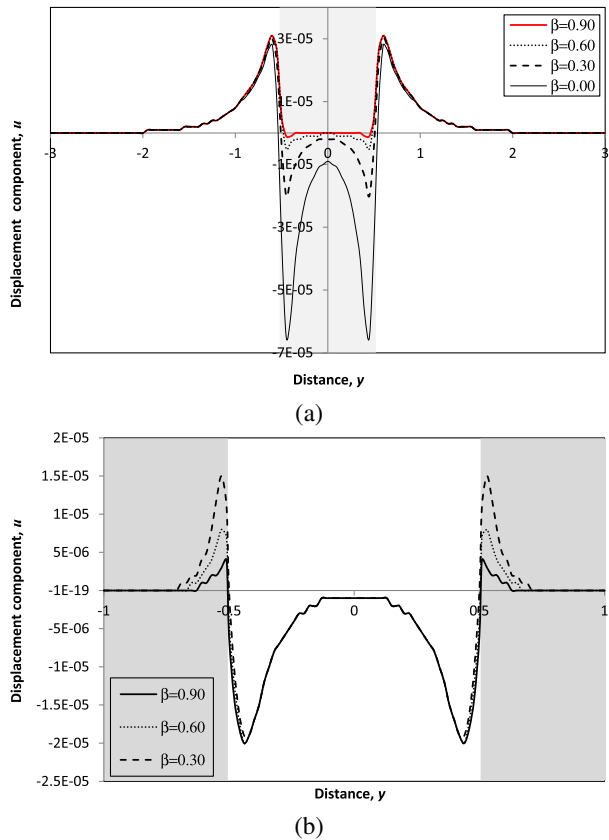 3E-05
1E-05
-1E-05
-3E-05
-5E-05
-7E-05
-3 -2 -1 0 1 2 3
β=0.90
β=0.60
β=0.30
β=0.00
Displacement component, u
Distance, y
(a)
2E-05
1.5E-05
1E-05
5E-06
-1E-19
-5E-06
-1E-05
-1.5E-05
-2E-05
-2.5E-05
-1 -0.5 0 0.5 1
β=0.90
β=0.60
β=0.30
Displacement component, u
Distance, y
(b)